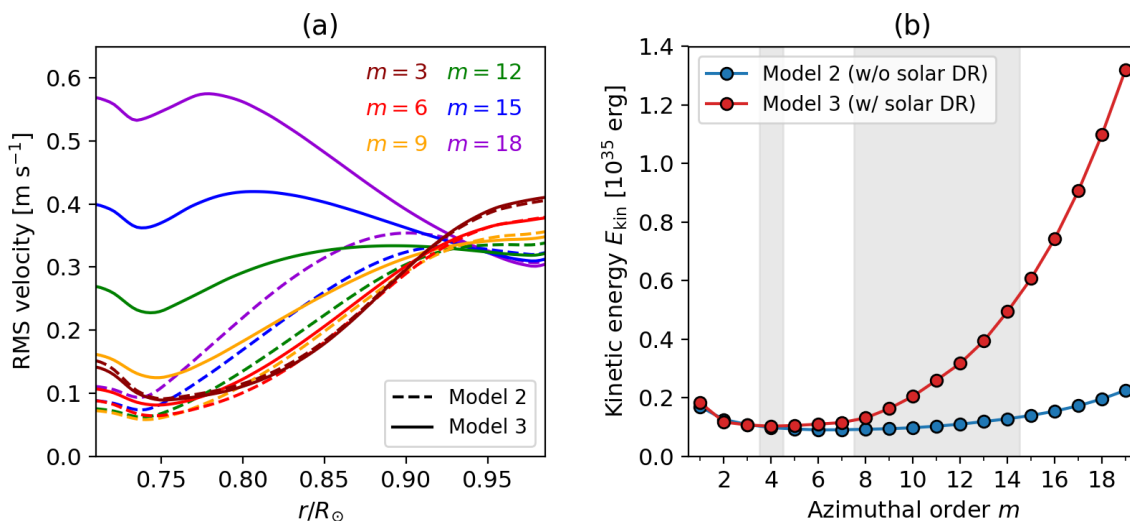 (a)
RMS velocity [m s⁻¹]
0.6
0.5
0.4
0.3
0.2
0.1
0.0
m = 3 m = 12
m = 6 m = 15
m = 9 m = 18
Model 2
Model 3
0.75 0.80 0.85 0.90 0.95
r/R☉
(b)
Kinetic energy E_kin [10³⁵ erg]
1.4
1.2
1.0
0.8
0.6
0.4
0.2
0.0
Model 2 (w/o solar DR)
Model 3 (w/ solar DR)
2 4 6 8 10 12 14 16 18
Azimuthal order m